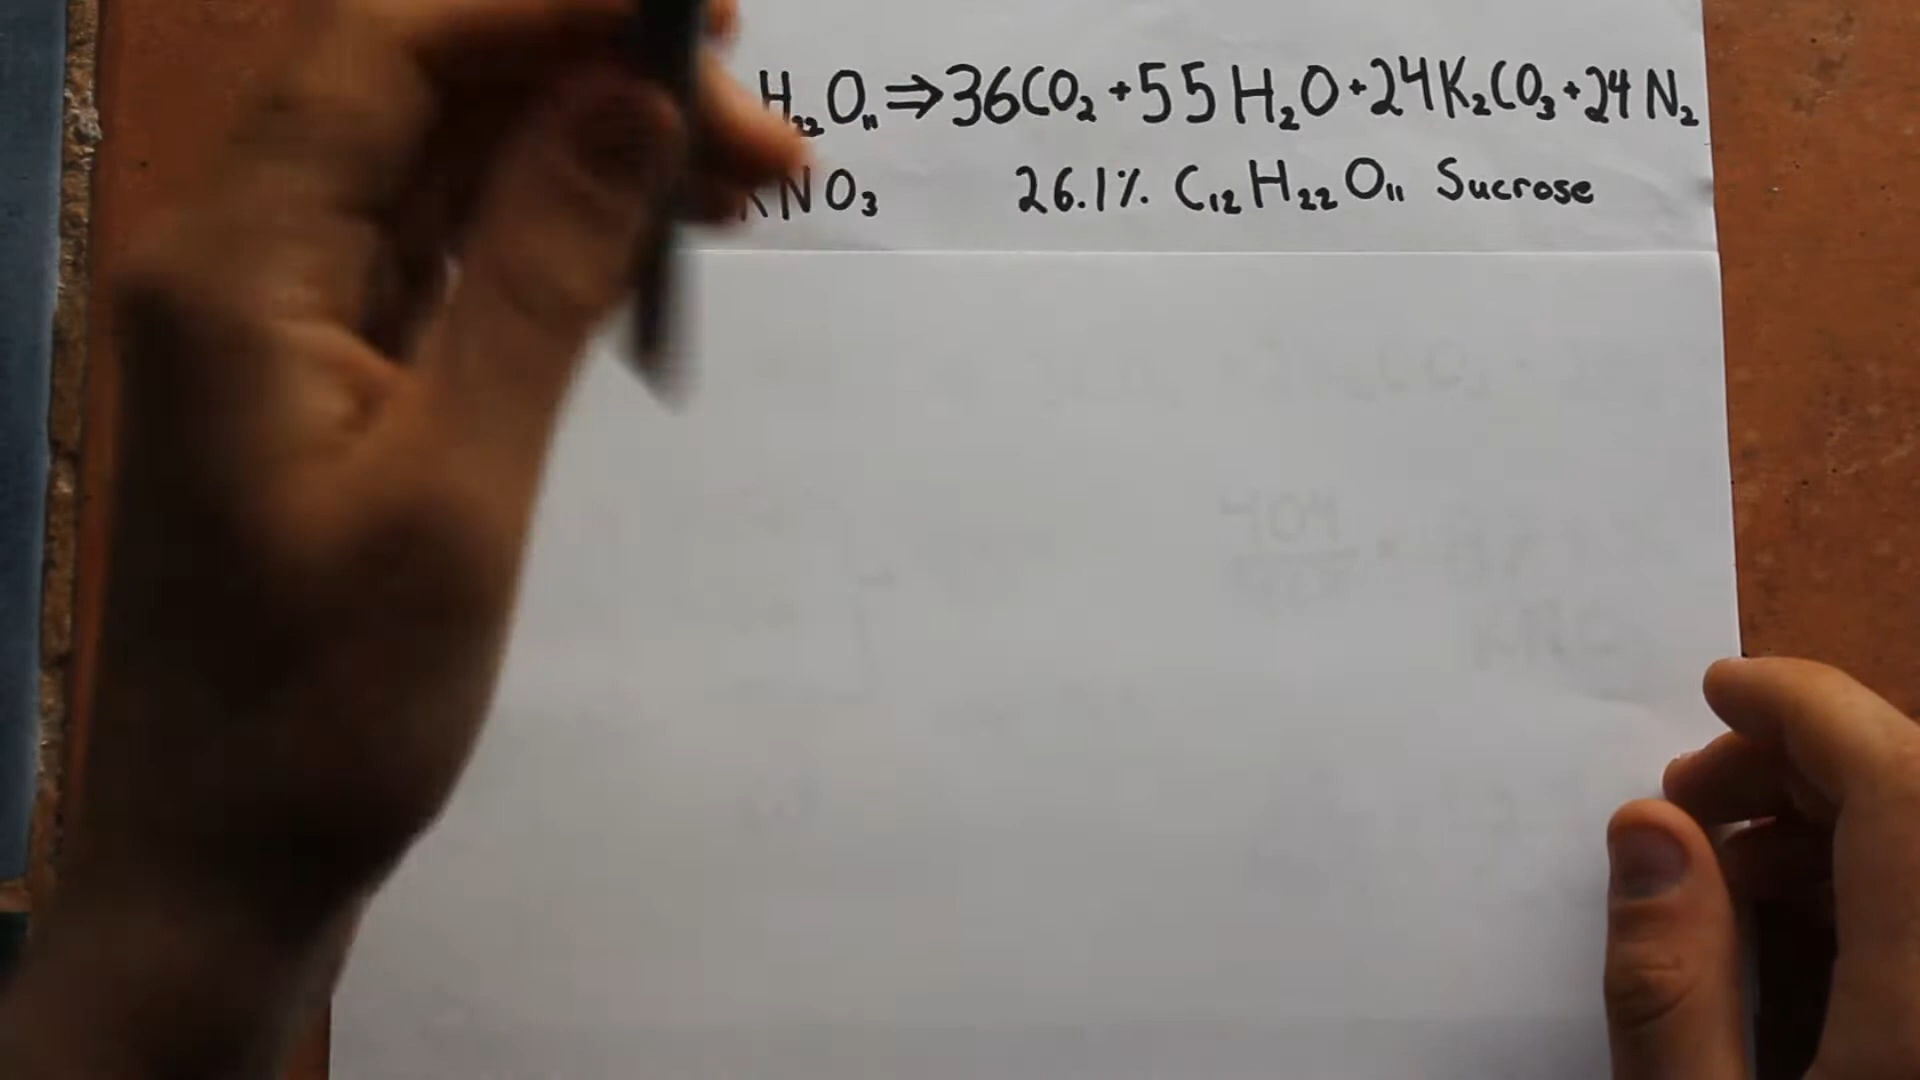 H₂₂O₁₁ ⇒ 36CO₂ + 55H₂O + 24K₂CO₃ + 24N₂
KNO₃ 26.1% C₁₂H₂₂O₁₁ Sucrose